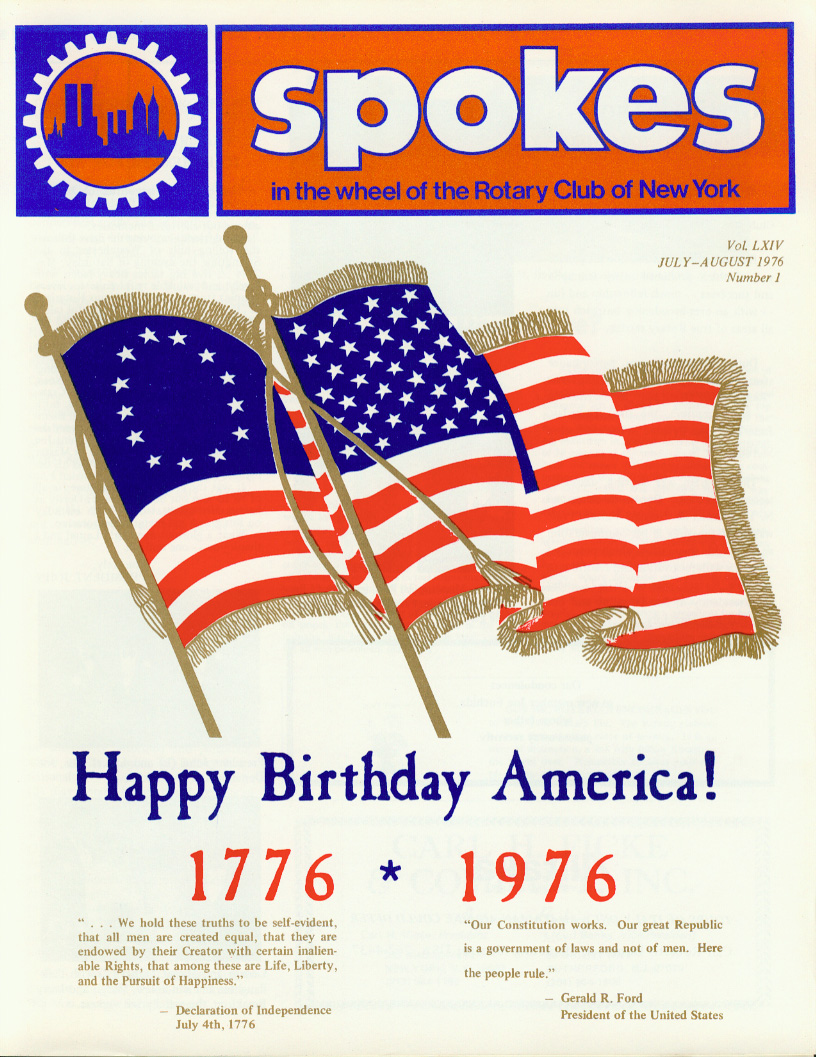 spokes
in the wheel of the Rotary Club of New York
Vol. LXIV
JULY–AUGUST 1976
Number 1
Happy Birthday America!
1776 * 1976
“ . . . We hold these truths to be self-evident,
that all men are created equal, that they are
endowed by their Creator with certain inalien-
able Rights, that among these are Life, Liberty,
and the Pursuit of Happiness.”
– Declaration of Independence
July 4th, 1776
“Our Constitution works. Our great Republic
is a government of laws and not of men. Here
the people rule.”
– Gerald R. Ford
President of the United States